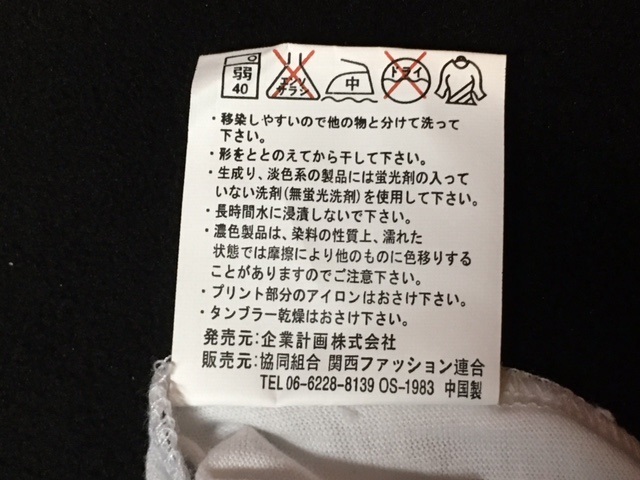 弱
40
エンソ
サラシ
中
ドライ
・移染しやすいので他の物と分けて洗って
下さい。
・形をととのえてから干して下さい。
・生成り、淡色系の製品には蛍光剤の入って
いない洗剤(無蛍光洗剤)を使用して下さい。
・長時間水に浸漬しないで下さい。
・濃色製品は、染料の性質上、濡れた
状態では摩擦により他のものに色移りする
ことがありますのでご注意下さい。
・プリント部分のアイロンはおさけ下さい。
・タンブラー乾燥はおさけ下さい。
発売元:企業計画株式会社
販売元:協同組合 関西ファッション連合
TEL 06-6228-8139 OS-1983 中国製